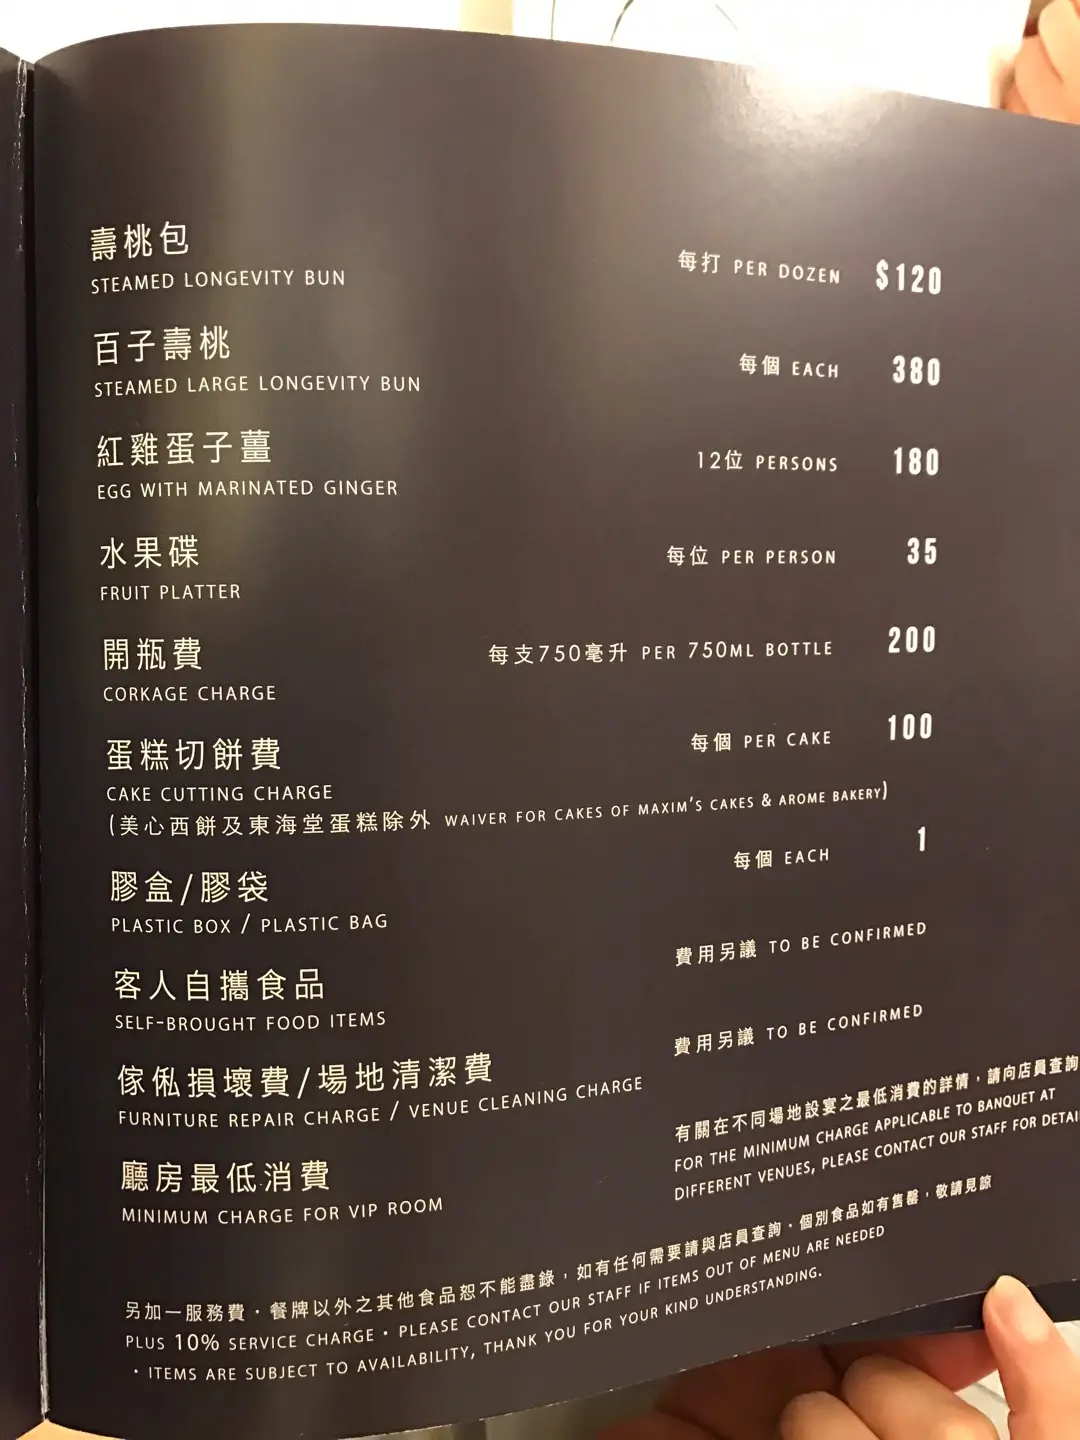 壽桃包
STEAMED LONGEVITY BUN
每打 PER DOZEN $120
百子壽桃
STEAMED LARGE LONGEVITY BUN
每個 EACH 380
紅雞蛋子薑
EGG WITH MARINATED GINGER
12位 PERSONS 180
水果碟
FRUIT PLATTER
每位 PER PERSON 35
開瓶費
CORKAGE CHARGE
每支750毫升 PER 750ML BOTTLE 200
蛋糕切餅費
CAKE CUTTING CHARGE
每個 PER CAKE 100
(美心西餅及東海堂蛋糕除外 WAIVER FOR CAKES OF MAXIM'S CAKES & AROME BAKERY)
膠盒/膠袋
PLASTIC BOX / PLASTIC BAG
每個 EACH 1
客人自攜食品
SELF-BROUGHT FOOD ITEMS
費用另議 TO BE CONFIRMED
傢俬損壞費/場地清潔費
FURNITURE REPAIR CHARGE / VENUE CLEANING CHARGE
費用另議 TO BE CONFIRMED
廳房最低消費
MINIMUM CHARGE FOR VIP ROOM
有關在不同場地設宴之最低消費的詳情，請向店員查詢
FOR THE MINIMUM CHARGE APPLICABLE TO BANQUET AT
DIFFERENT VENUES, PLEASE CONTACT OUR STAFF FOR DETAI
另加一服務費・餐牌以外之其他食品恕不能盡錄，如有任何需要請與店員查詢・個別食品如有售罄，敬請見諒
PLUS 10% SERVICE CHARGE・PLEASE CONTACT OUR STAFF IF ITEMS OUT OF MENU ARE NEEDED
・ITEMS ARE SUBJECT TO AVAILABILITY, THANK YOU FOR YOUR KIND UNDERSTANDING.